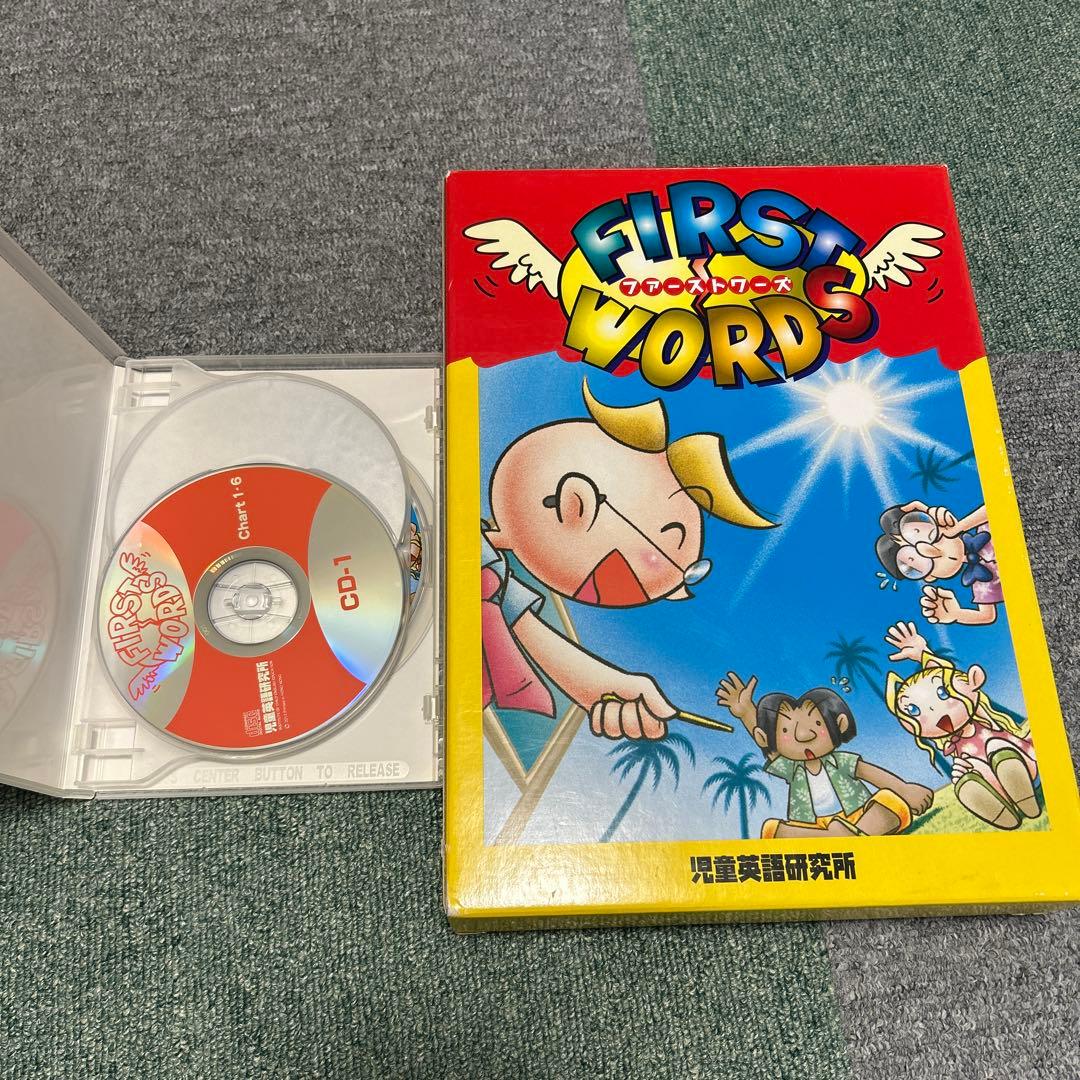 FIRST
ファーストワーズ
WORDS
児童英語研究所
FIRST
WORDS
Chart 1・6
CD-1
児童英語研究所
CENTER BUTTON TO RELEASE